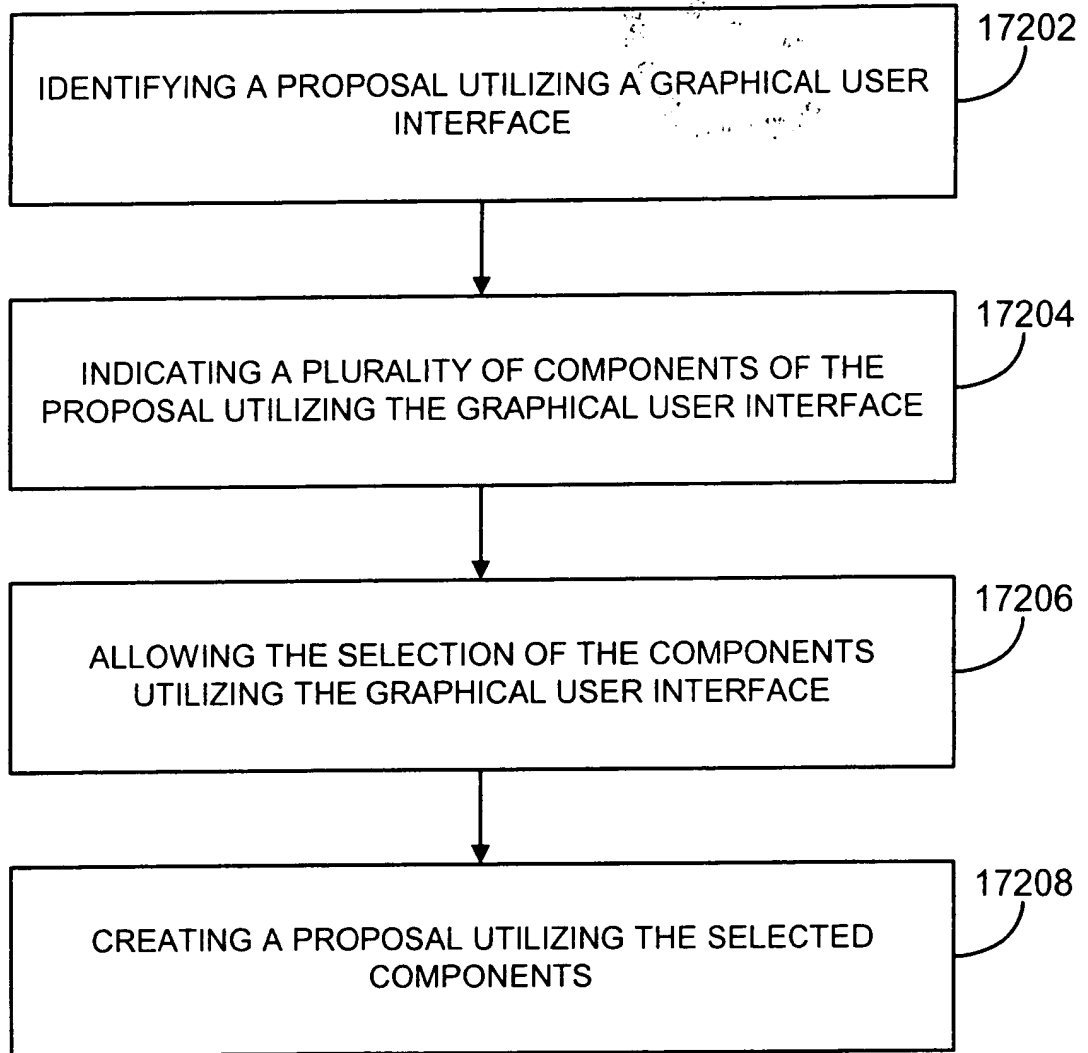 17202
IDENTIFYING A PROPOSAL UTILIZING A GRAPHICAL USER
INTERFACE
17204
INDICATING A PLURALITY OF COMPONENTS OF THE
PROPOSAL UTILIZING THE GRAPHICAL USER INTERFACE
17206
ALLOWING THE SELECTION OF THE COMPONENTS
UTILIZING THE GRAPHICAL USER INTERFACE
17208
CREATING A PROPOSAL UTILIZING THE SELECTED
COMPONENTS